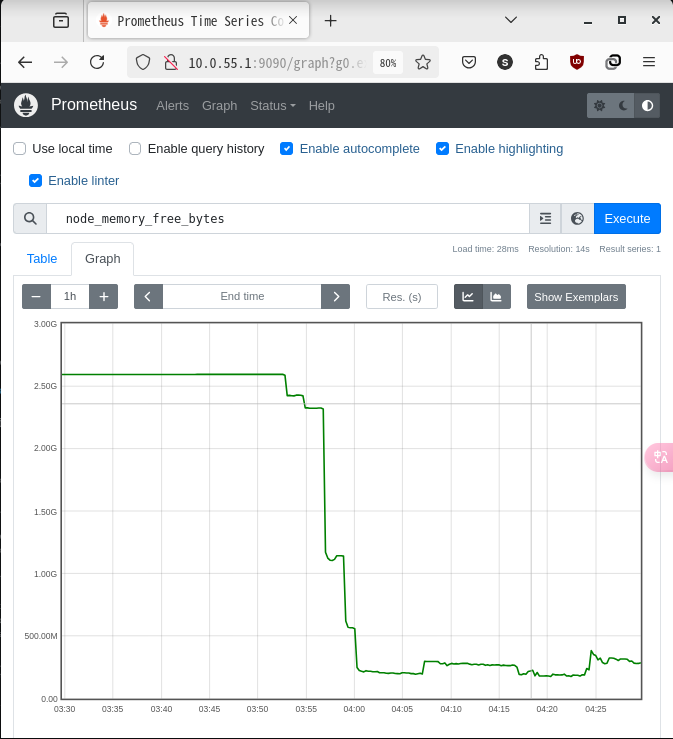 Prometheus Time Series Co
10.0.55.1:9090/graph?g0.e
80%
Prometheus Alerts Graph Status Help
Use local time Enable query history Enable autocomplete Enable highlighting
Enable linter
node_memory_free_bytes Execute
Load time: 28ms Resolution: 14s Result series: 1
Table Graph
− 1h + End time Res. (s) Show Exemplars
3.00G
2.50G
2.00G
1.50G
1.00G
500.00M
0.00
03:30 03:35 03:40 03:45 03:50 03:55 04:00 04:05 04:10 04:15 04:20 04:25
中A